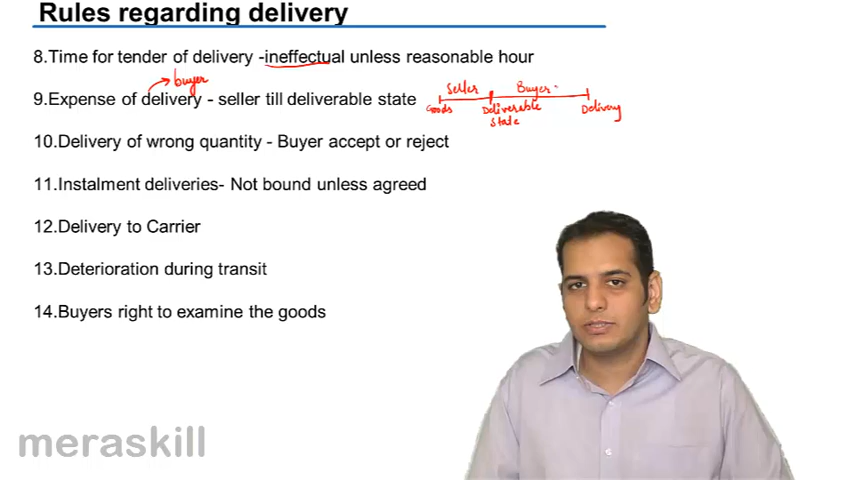 Rules regarding delivery
8.Time for tender of delivery -ineffectual unless reasonable hour
buyer
9.Expense of delivery - seller till deliverable state
Seller Buyer
Goods Deliverable State Delivery
10.Delivery of wrong quantity - Buyer accept or reject
11.Instalment deliveries- Not bound unless agreed
12.Delivery to Carrier
13.Deterioration during transit
14.Buyers right to examine the goods
meraskill